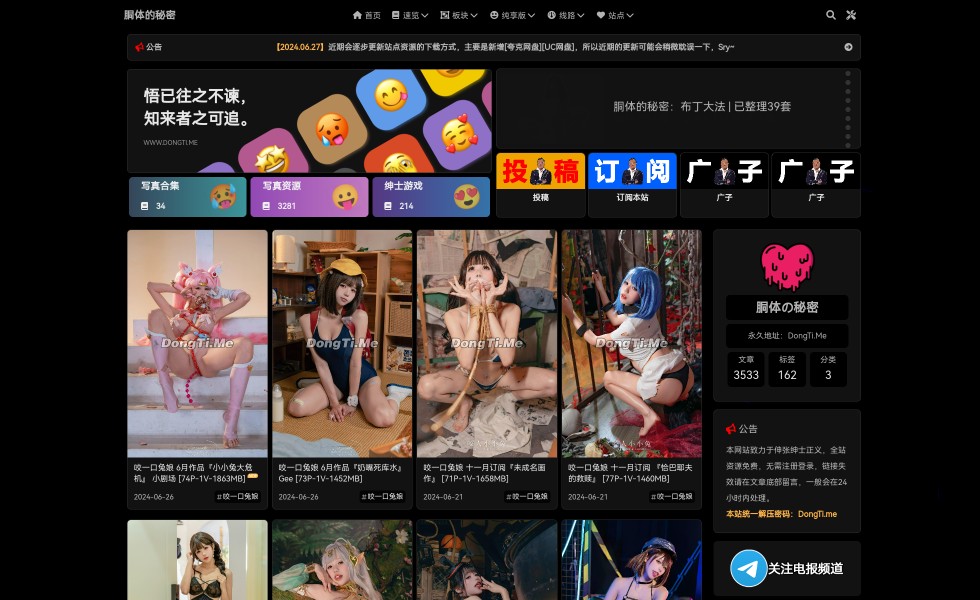 胴体的秘密
首页 速览 板块 纯享版 线路 站点
公告
【2024.06.27】近期会逐步更新站点资源的下载方式，主要是新增[夸克网盘][UC网盘]，所以近期的更新可能会稍微耽误一下，Sry~
悟已往之不谏，
知来者之可追。
WWW.DONGTI.ME
胴体的秘密：布丁大法 | 已整理39套
写真合集
34
写真资源
3281
绅士游戏
214
投稿
投稿
订阅
订阅本站
广子
广子
广子
广子
DongTi.Me
DongTi.Me
DongTi.Me
DongTi.Me
咬一口兔娘 6月作品『小小兔大危
机』 小剧场 [74P-1V-1863MB]
2024-06-26 #咬一口兔娘
咬一口兔娘 6月作品『奶嘴死库水』
Gee [73P-1V-1452MB]
2024-06-26 #咬一口兔娘
咬一口兔娘 十一月订阅『未成名画
作』 [71P-1V-1658MB]
2024-06-21 #咬一口兔娘
咬一口兔娘 十一月订阅 『恰巴耶夫
的救赎』 [77P-1V-1460MB]
2024-06-21 #咬一口兔娘
胴体の秘密
永久地址：DongTi.Me
文章
3533
标签
162
分类
3
公告
本网站致力于伸张绅士正义，全站
资源免费，无需注册登录，链接失
效请在文章底部留言，一般会在24
小时内处理。
本站统一解压密码：DongTi.me
关注电报频道